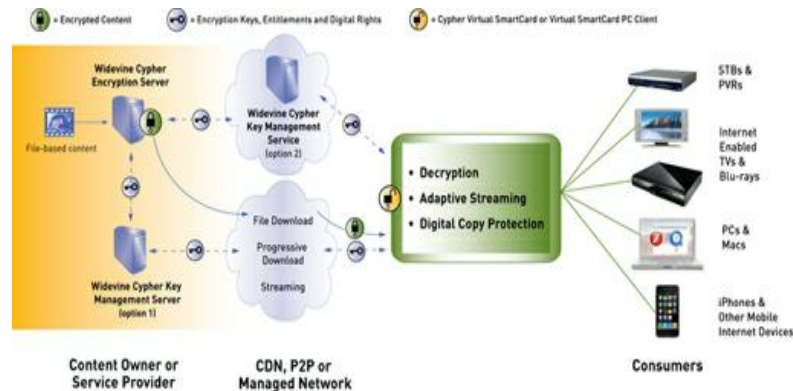 = Encrypted Content
= Encryption Keys, Entitlements and Digital Rights
= Cypher Virtual SmartCard or Virtual SmartCard PC Client
Widevine Cypher
Encryption Server
File-based content
Widevine Cypher
Key Management
Service
(option 2)
File Download
Progressive
Download
Streaming
Widevine Cypher Key
Management Server
(option 1)
• Decryption
• Adaptive Streaming
• Digital Copy Protection
STBs &
PVRs
Internet
Enabled
TVs &
Blu-rays
PCs &
Macs
iPhones &
Other Mobile
Internet Devices
Content Owner or
Service Provider
CDN, P2P or
Managed Network
Consumers